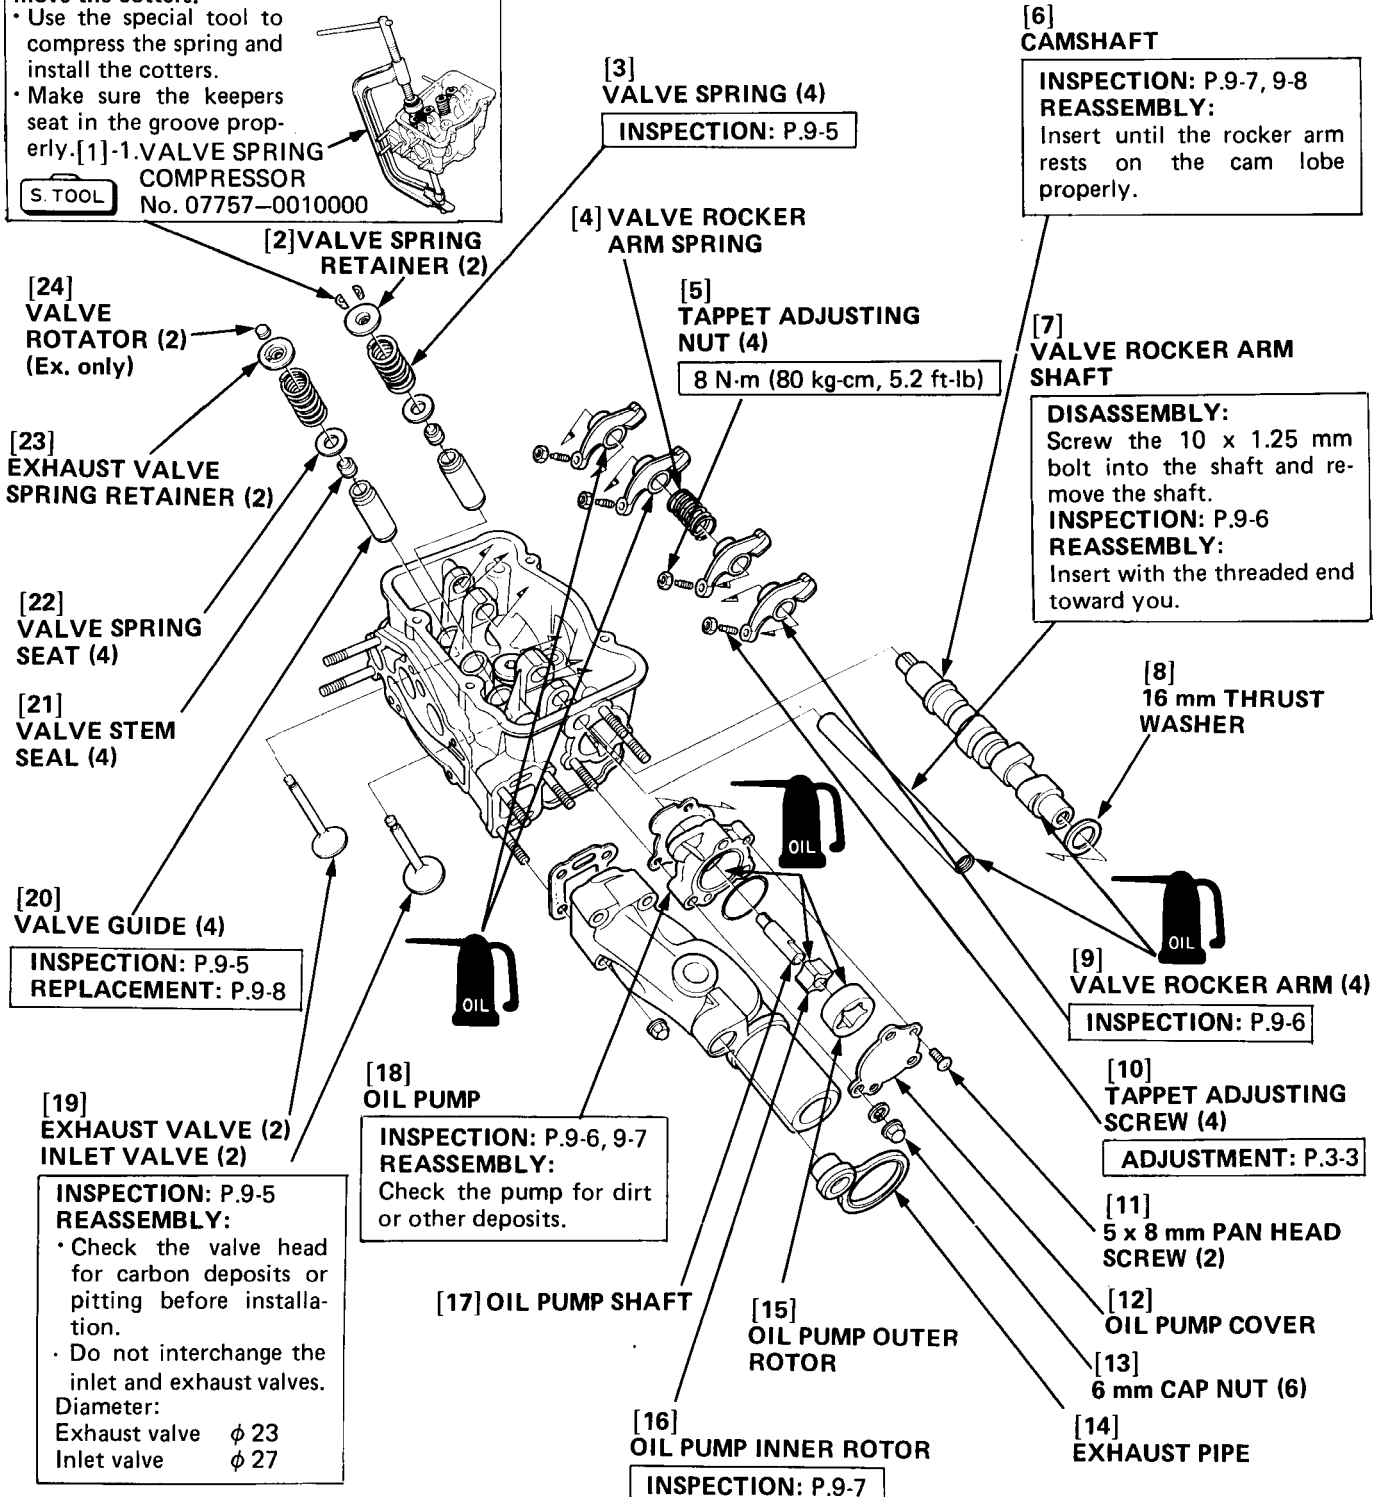 move the cotters.
· Use the special tool to
compress the spring and
install the cotters.
· Make sure the keepers
seat in the groove prop-
erly.[1]-1.VALVE SPRING
COMPRESSOR
S. TOOL No. 07757–0010000
[2]VALVE SPRING
RETAINER (2)
[3]
VALVE SPRING (4)
INSPECTION: P.9-5
[4] VALVE ROCKER
ARM SPRING
[5]
TAPPET ADJUSTING
NUT (4)
8 N·m (80 kg-cm, 5.2 ft-lb)
[6]
CAMSHAFT
INSPECTION: P.9-7, 9-8
REASSEMBLY:
Insert until the rocker arm
rests on the cam lobe
properly.
[7]
VALVE ROCKER ARM
SHAFT
DISASSEMBLY:
Screw the 10 x 1.25 mm
bolt into the shaft and re-
move the shaft.
INSPECTION: P.9-6
REASSEMBLY:
Insert with the threaded end
toward you.
[8]
16 mm THRUST
WASHER
[24]
VALVE
ROTATOR (2)
(Ex. only)
[23]
EXHAUST VALVE
SPRING RETAINER (2)
[22]
VALVE SPRING
SEAT (4)
[21]
VALVE STEM
SEAL (4)
[20]
VALVE GUIDE (4)
INSPECTION: P.9-5
REPLACEMENT: P.9-8
OIL
OIL
OIL
[9]
VALVE ROCKER ARM (4)
INSPECTION: P.9-6
[10]
TAPPET ADJUSTING
SCREW (4)
ADJUSTMENT: P.3-3
[11]
5 x 8 mm PAN HEAD
SCREW (2)
[12]
OIL PUMP COVER
[13]
6 mm CAP NUT (6)
[14]
EXHAUST PIPE
[15]
OIL PUMP OUTER
ROTOR
[16]
OIL PUMP INNER ROTOR
INSPECTION: P.9-7
[17] OIL PUMP SHAFT
[18]
OIL PUMP
INSPECTION: P.9-6, 9-7
REASSEMBLY:
Check the pump for dirt
or other deposits.
[19]
EXHAUST VALVE (2)
INLET VALVE (2)
INSPECTION: P.9-5
REASSEMBLY:
· Check the valve head
for carbon deposits or
pitting before installa-
tion.
· Do not interchange the
inlet and exhaust valves.
Diameter:
Exhaust valve φ 23
Inlet valve φ 27